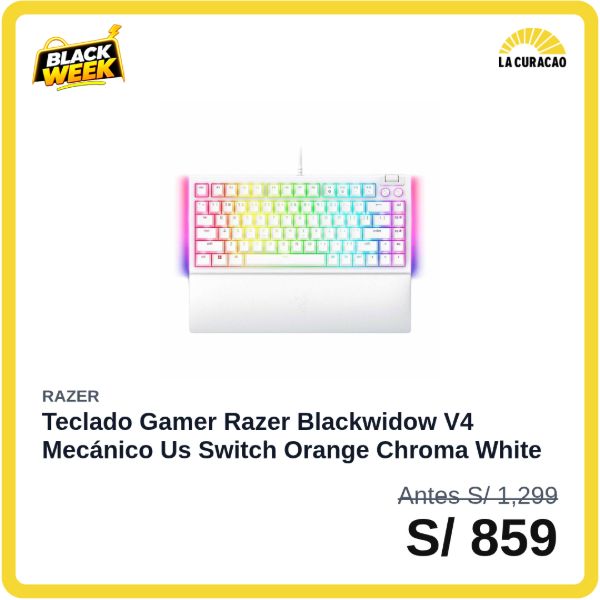 BLACK
WEEK
LA CURACAO
RAZER
Teclado Gamer Razer Blackwidow V4
Mecánico Us Switch Orange Chroma White
Antes S/ 1,299
S/ 859